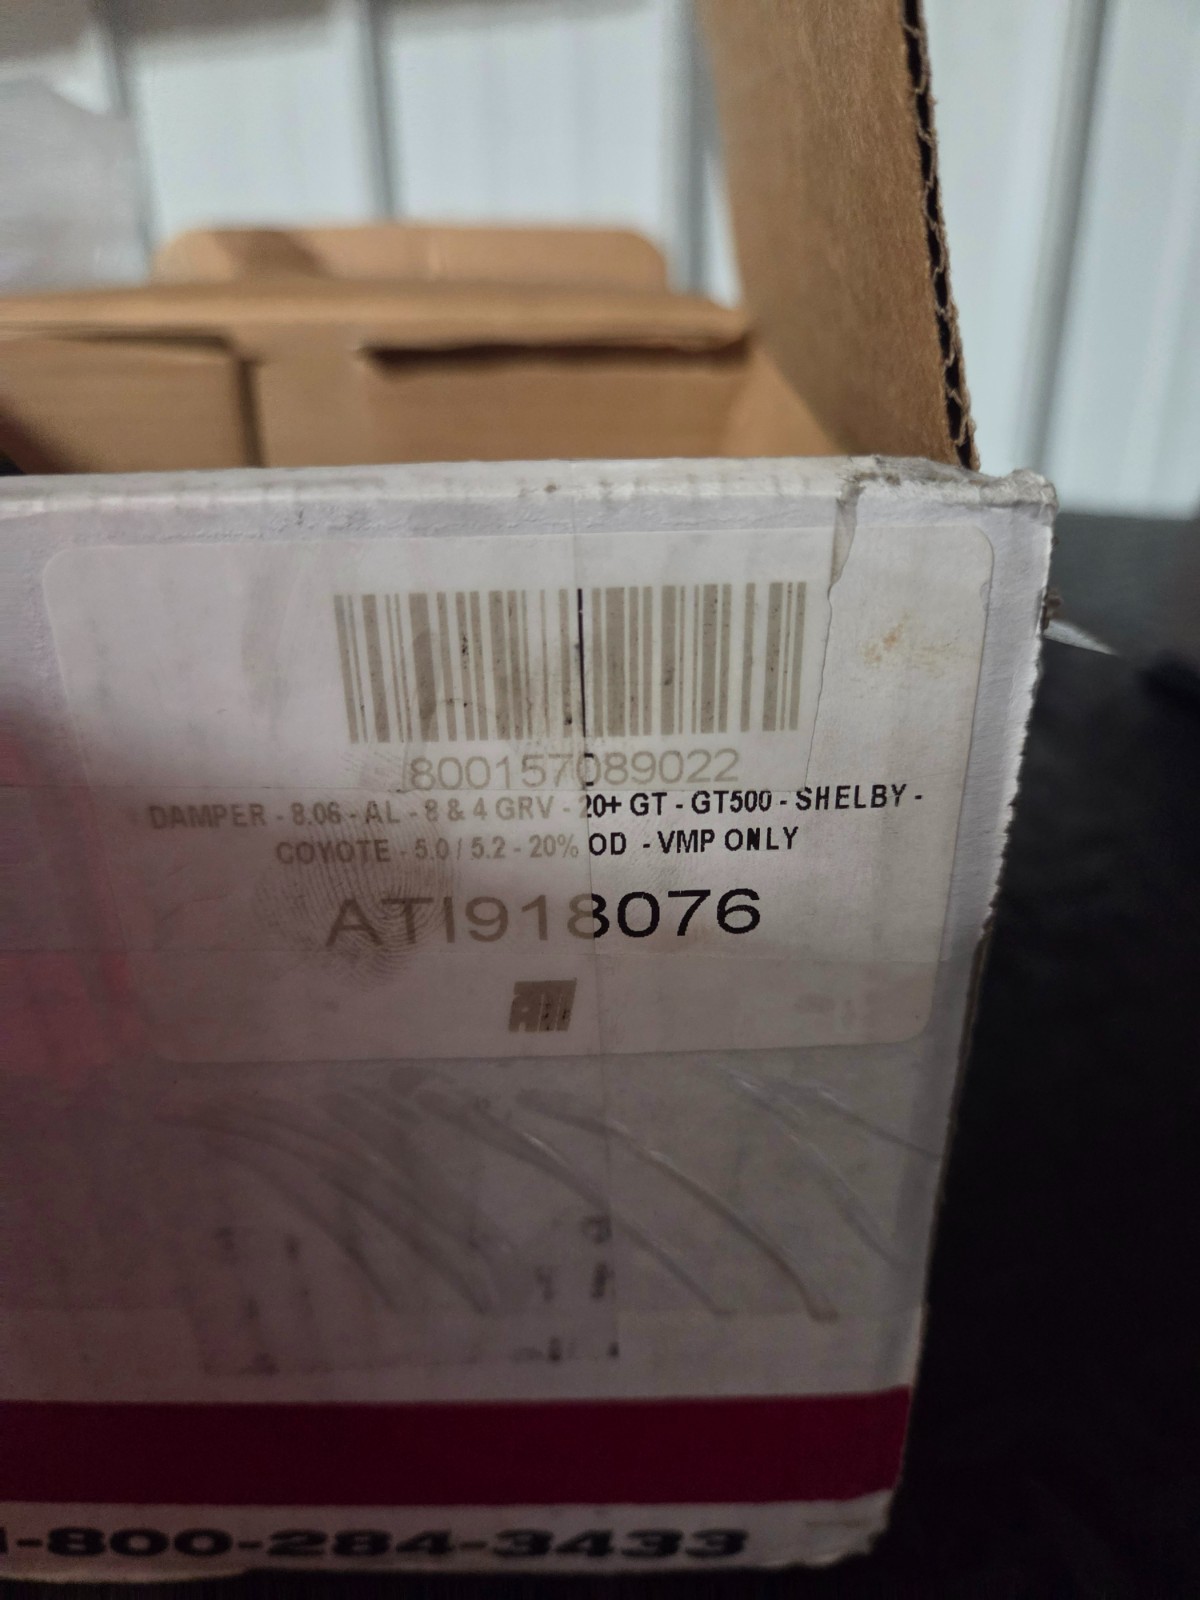 800157089022
DAMPER - 8.06 - AL - 8 & 4 GRV - 20+ GT - GT500 - SHELBY -
COYOTE - 5.0 / 5.2 - 20% OD - VMP ONLY
ATI918076
ATI
1-800-284-3433